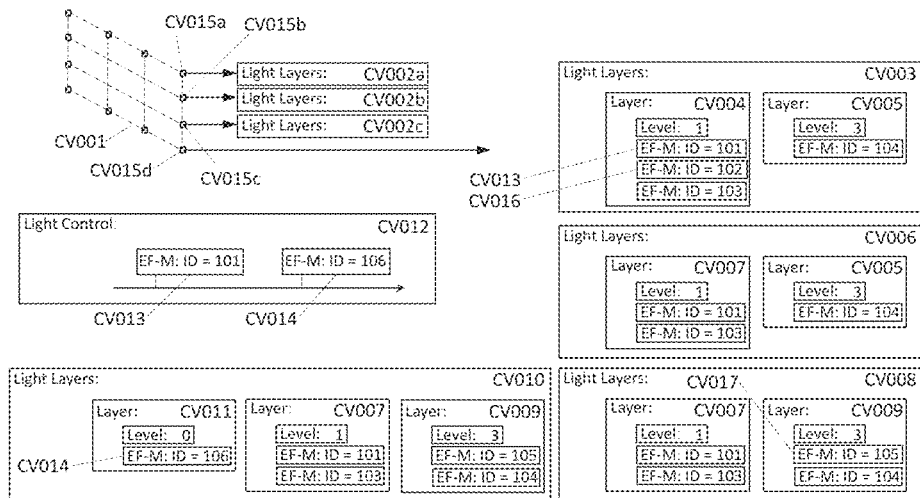 CV015a
CV015b
Light Layers: CV002a
Light Layers: CV002b
Light Layers: CV002c
CV001
CV015d
CV015c
Light Control: CV012
EF-M: ID = 101
EF-M: ID = 106
CV013
CV014
Light Layers: CV003
Layer: CV004
Level: 1
EF-M: ID = 101
EF-M: ID = 102
EF-M: ID = 103
Layer: CV005
Level: 3
EF-M: ID = 104
CV013
CV016
Light Layers: CV006
Layer: CV007
Level: 1
EF-M: ID = 101
EF-M: ID = 103
Layer: CV005
Level: 3
EF-M: ID = 104
Light Layers: CV010
Layer: CV011
Level: 0
EF-M: ID = 106
CV014
Layer: CV007
Level: 1
EF-M: ID = 101
EF-M: ID = 103
Layer: CV009
Level: 3
EF-M: ID = 105
EF-M: ID = 104
Light Layers: CV017 CV008
Layer: CV007
Level: 1
EF-M: ID = 101
EF-M: ID = 103
Layer: CV009
Level: 3
EF-M: ID = 105
EF-M: ID = 104